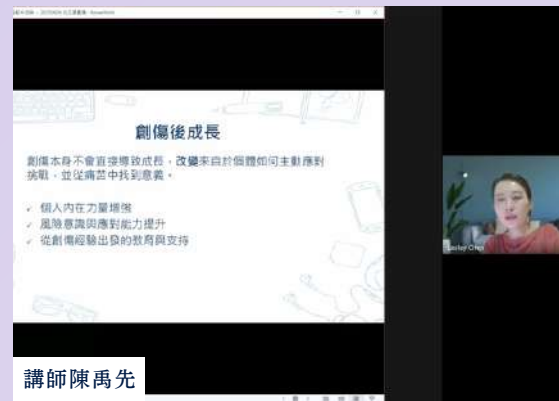 創傷後成長
創傷本身不會直接導致成長，改變來自於個體如何主動應對
挑戰，並從痛苦中找到意義。
✓ 個人內在力量增強
✓ 風險意識與應對能力提升
✓ 從創傷經驗出發的教育與支持
講師陳禹先